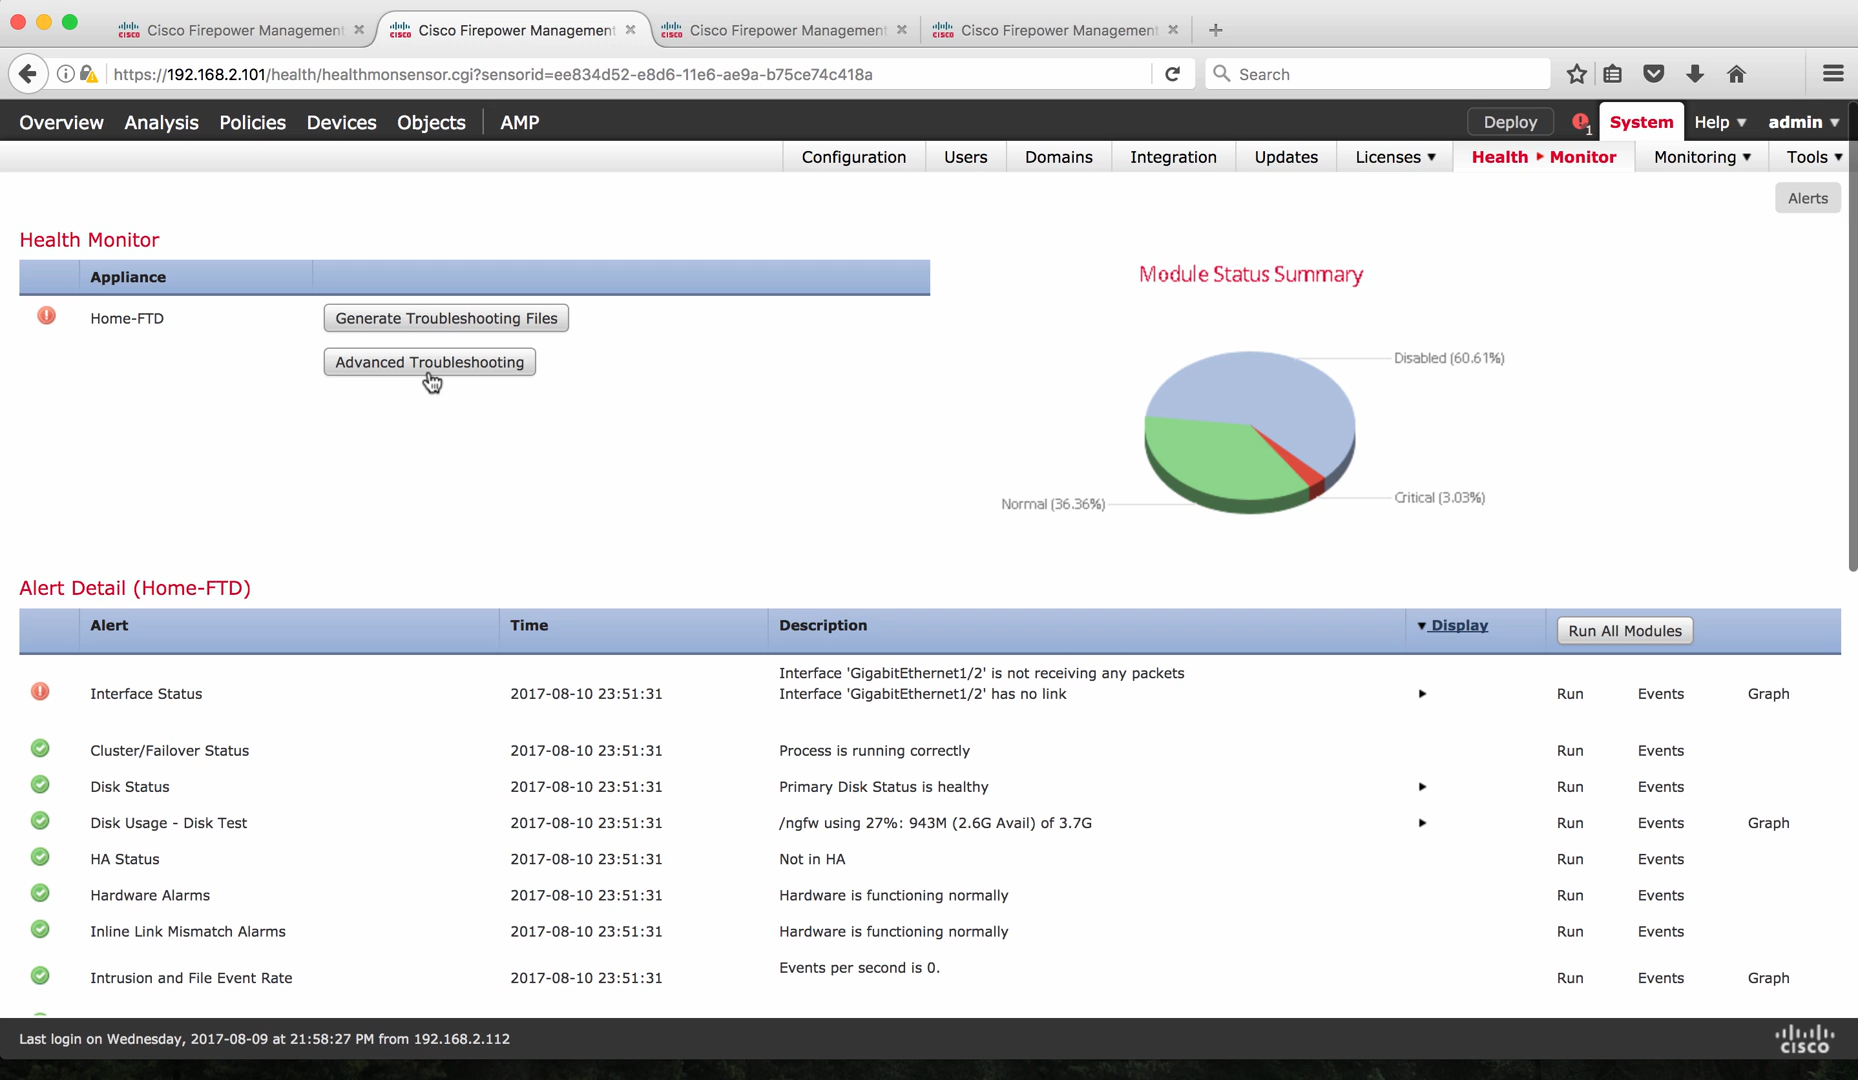 Cisco Firepower Management
Cisco Firepower Management
Cisco Firepower Management
Cisco Firepower Management
https://192.168.2.101/health/healthmonsensor.cgi?sensorid=ee834d52-e8d6-11e6-ae9a-b75ce74c418a
Search
Overview Analysis Policies Devices Objects AMP Deploy 1 System Help admin
Configuration Users Domains Integration Updates Licenses Health Monitor Monitoring Tools
Alerts
Health Monitor
Appliance
Home-FTD Generate Troubleshooting Files
Advanced Troubleshooting
Module Status Summary
Disabled (60.61%)
Critical (3.03%)
Normal (36.36%)
Alert Detail (Home-FTD)
Alert Time Description Display Run All Modules
Interface 'GigabitEthernet1/2' is not receiving any packets
Interface Status 2017-08-10 23:51:31 Interface 'GigabitEthernet1/2' has no link Run Events Graph
Cluster/Failover Status 2017-08-10 23:51:31 Process is running correctly Run Events
Disk Status 2017-08-10 23:51:31 Primary Disk Status is healthy Run Events
Disk Usage - Disk Test 2017-08-10 23:51:31 /ngfw using 27%: 943M (2.6G Avail) of 3.7G Run Events Graph
HA Status 2017-08-10 23:51:31 Not in HA Run Events
Hardware Alarms 2017-08-10 23:51:31 Hardware is functioning normally Run Events
Inline Link Mismatch Alarms 2017-08-10 23:51:31 Hardware is functioning normally Run Events
Intrusion and File Event Rate 2017-08-10 23:51:31 Events per second is 0. Run Events Graph
Last login on Wednesday, 2017-08-09 at 21:58:27 PM from 192.168.2.112
CISCO